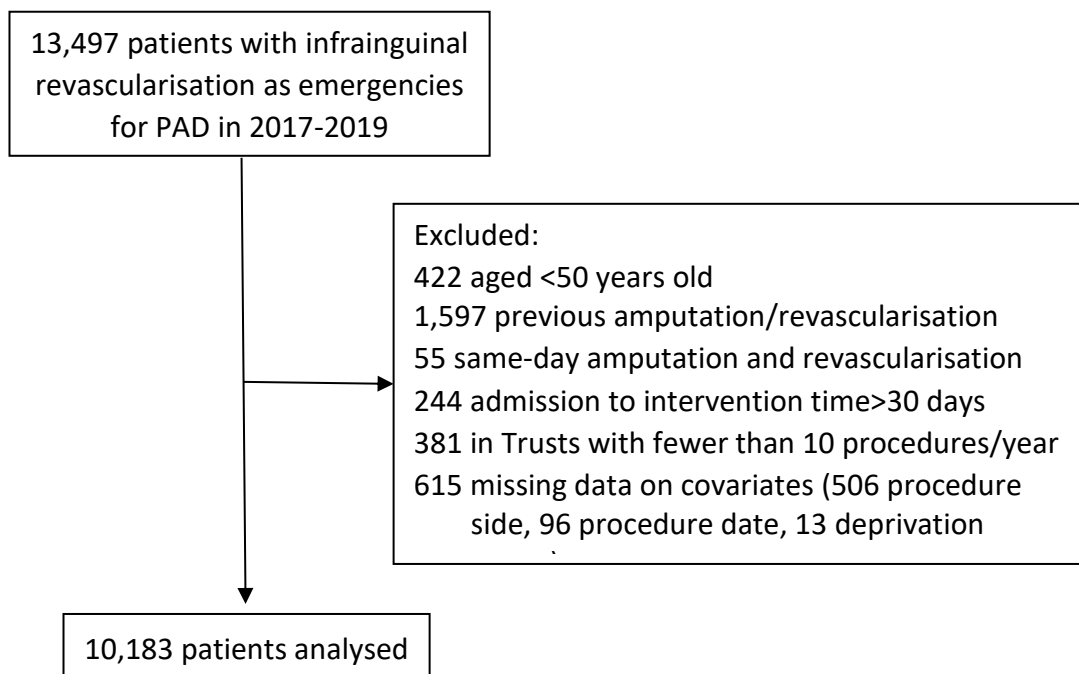 13,497 patients with infrainguinal
revascularisation as emergencies
for PAD in 2017-2019
Excluded:
422 aged <50 years old
1,597 previous amputation/revascularisation
55 same-day amputation and revascularisation
244 admission to intervention time>30 days
381 in Trusts with fewer than 10 procedures/year
615 missing data on covariates (506 procedure
side, 96 procedure date, 13 deprivation
10,183 patients analysed